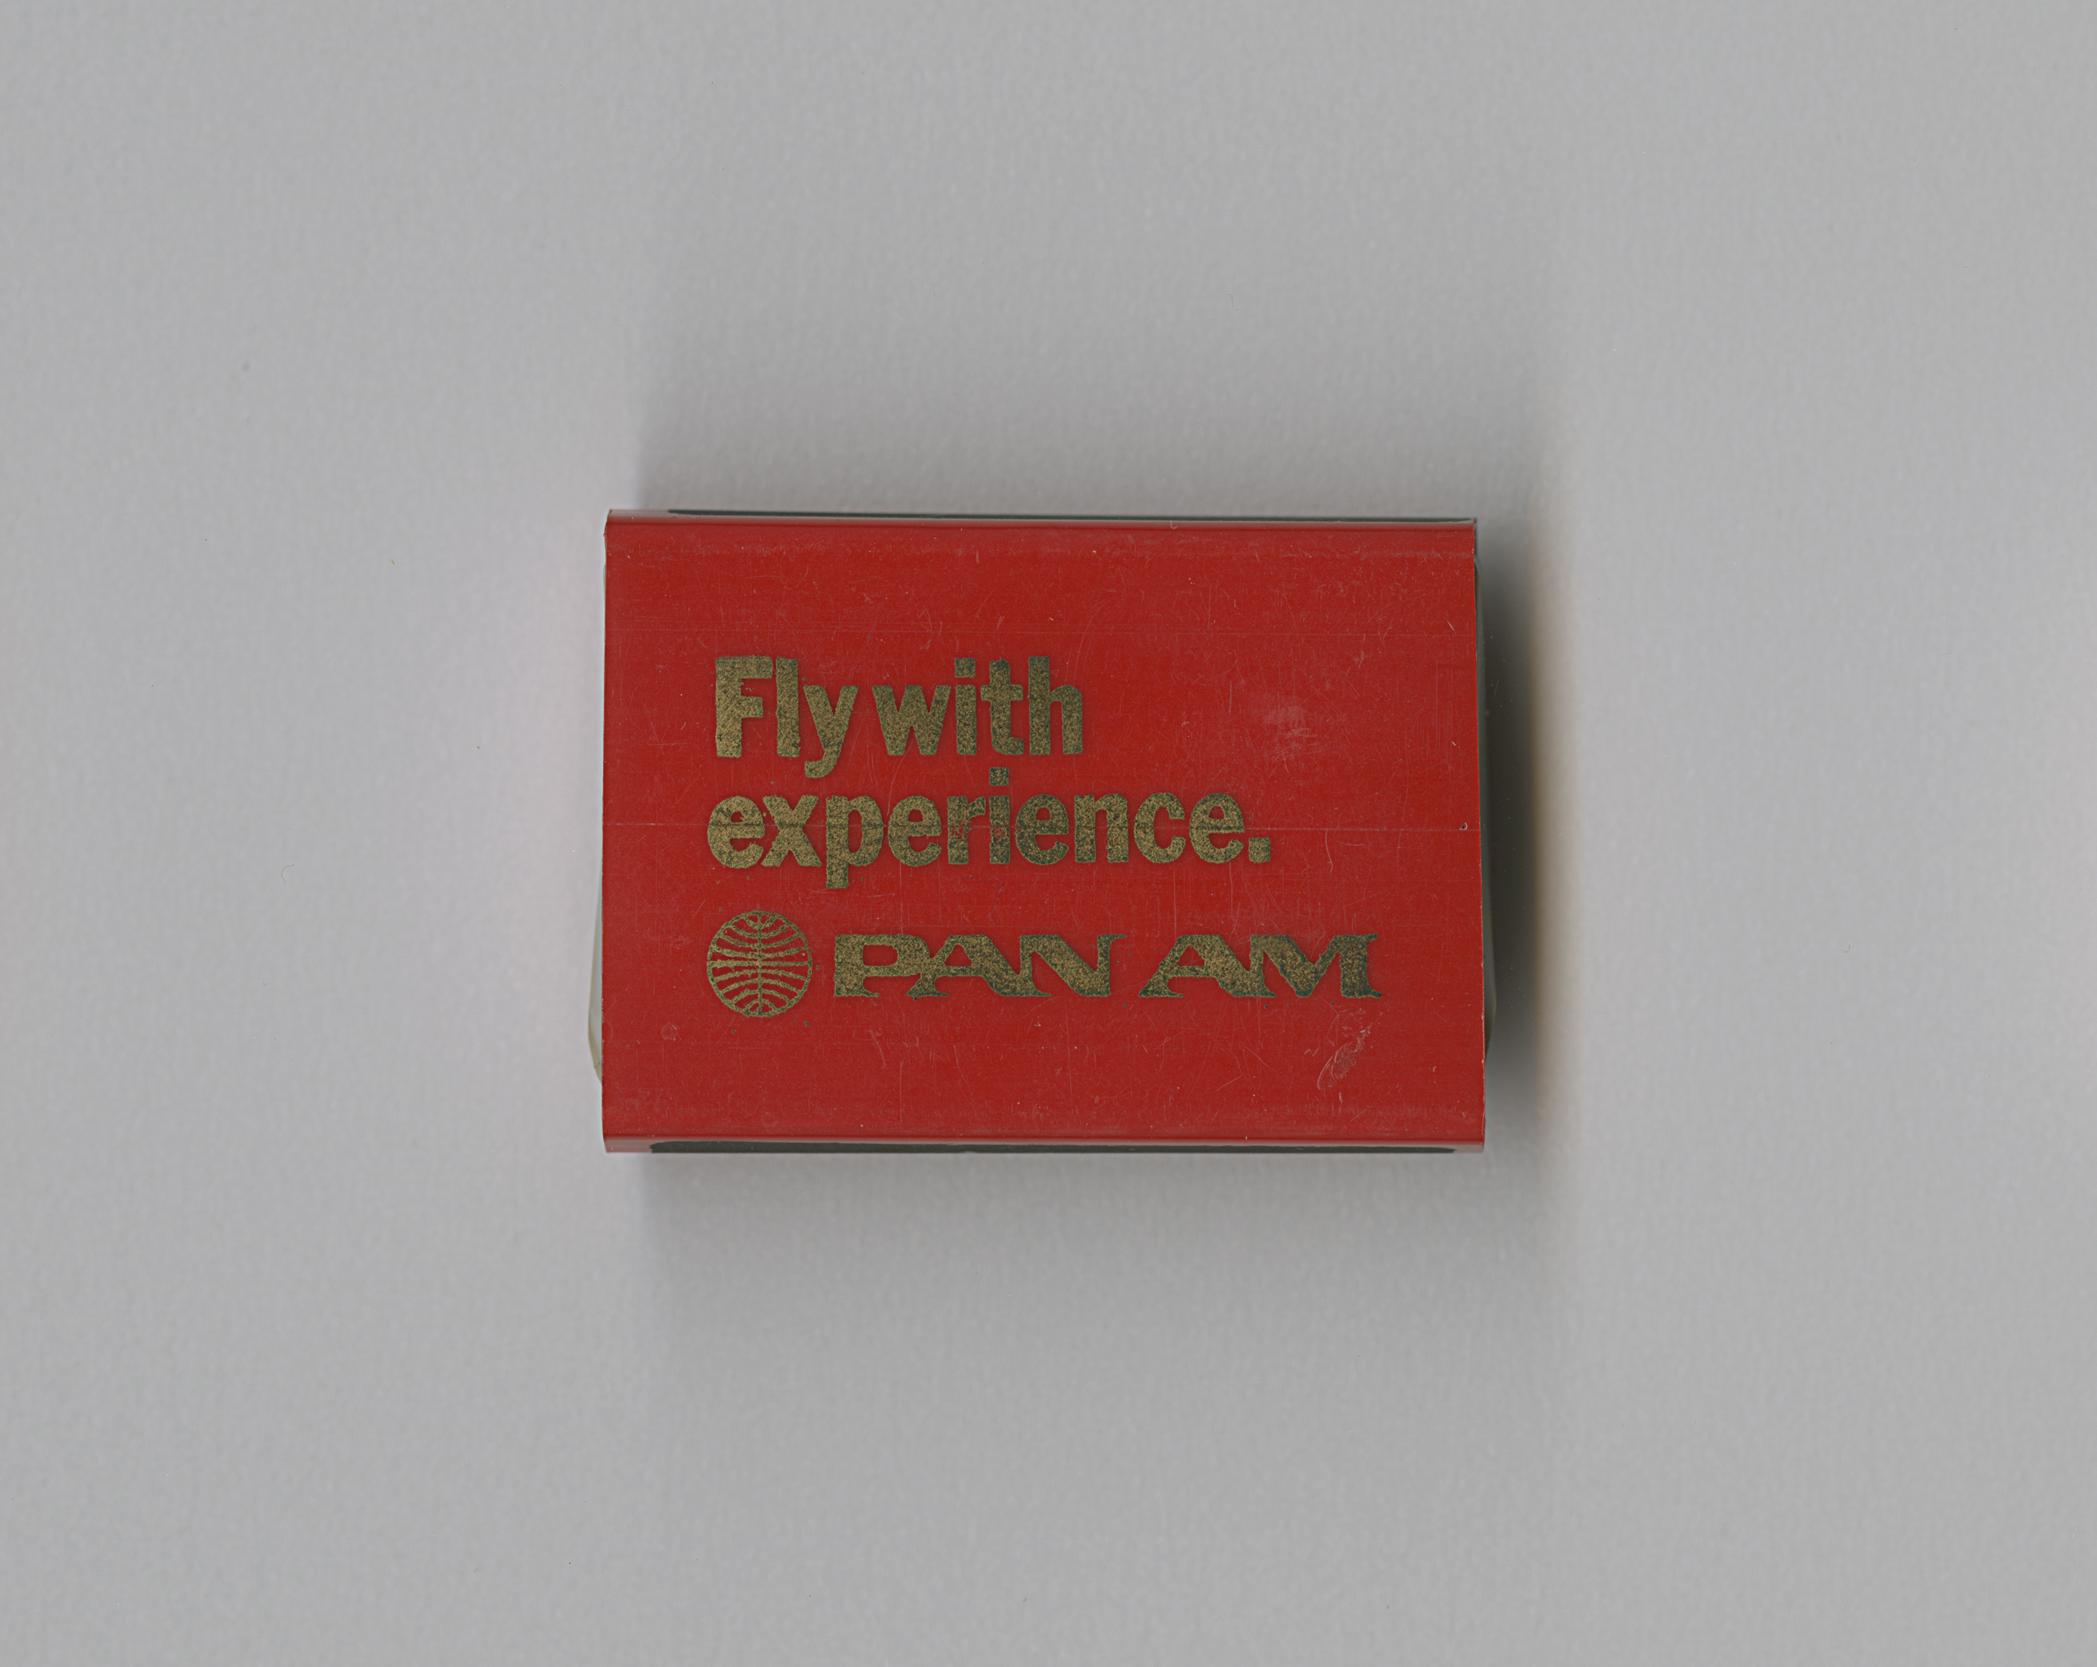 Fly with
experience.
PAN AM